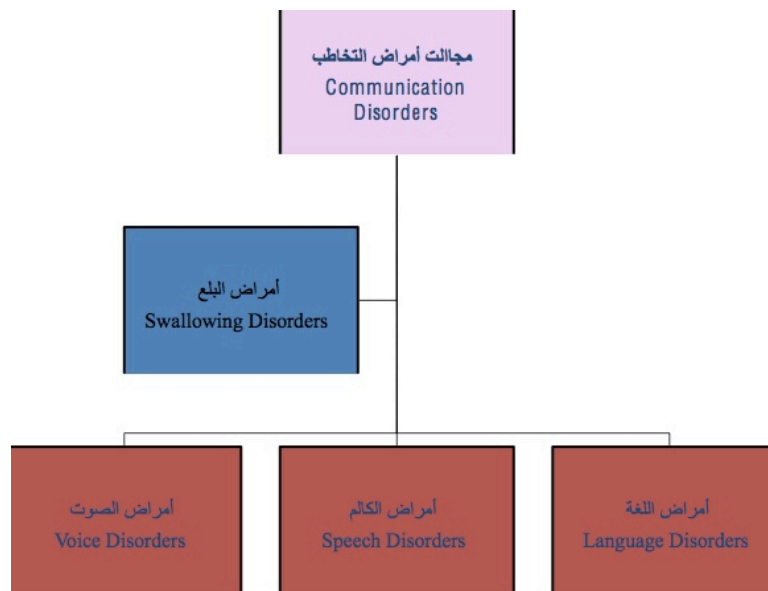 مجاالت أمراض التخاطب
Communication
Disorders
أمراض البلع
Swallowing Disorders
أمراض الصوت
Voice Disorders
أمراض الكالم
Speech Disorders
أمراض اللغة
Language Disorders